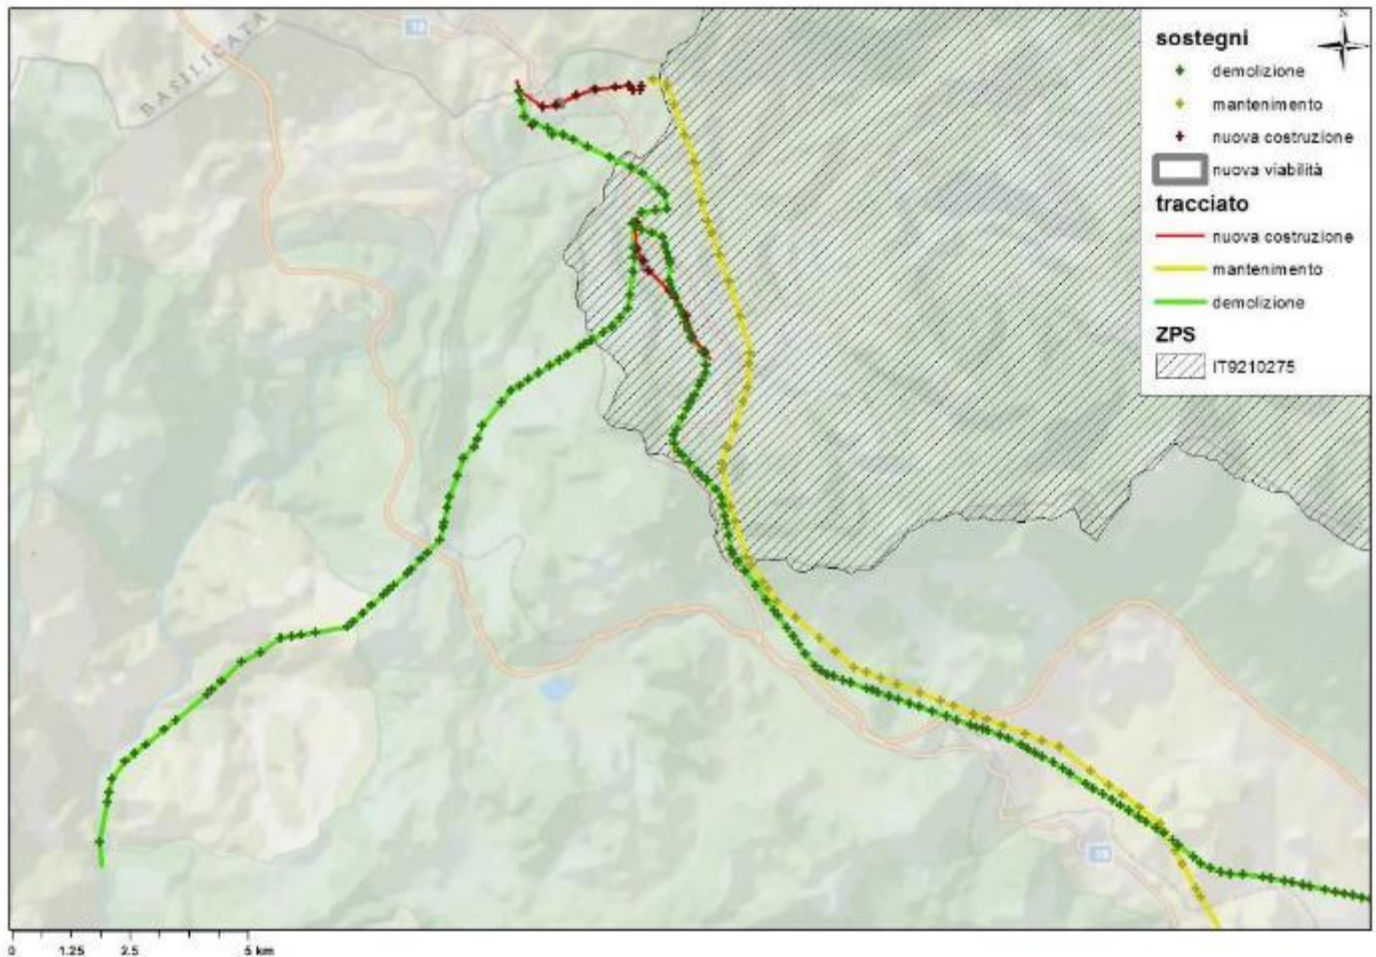 18
BASILICATA
N
sostegni
demolizione
mantenimento
nuova costruzione
nuova viabilità
tracciato
nuova costruzione
mantenimento
demolizione
ZPS
IT9210275
0 1.25 2.5 5 km